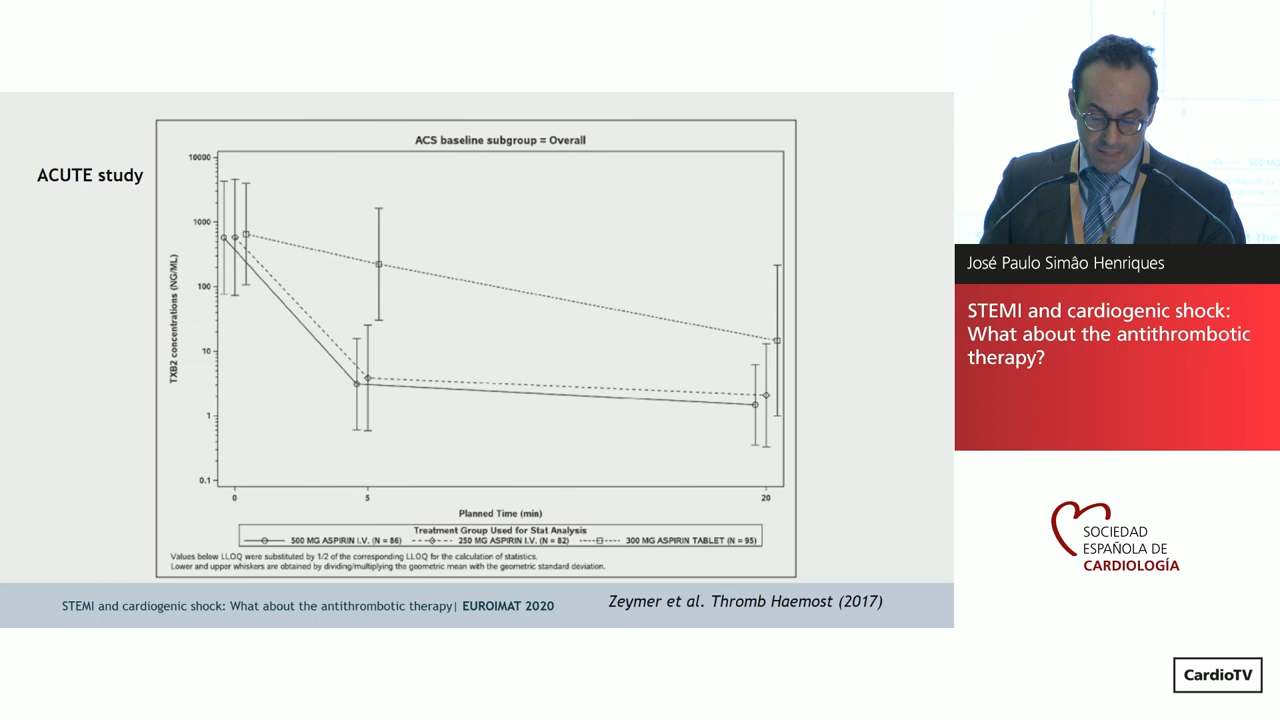 ACUTE study
ACS baseline subgroup = Overall
10000
1000
100
10
1
0.1
TXB2 concentrations (NG/ML)
0
5
20
Planned Time (min)
Treatment Group Used for Stat Analysis
500 MG ASPIRIN I.V. (N = 86)
250 MG ASPIRIN I.V. (N = 82)
300 MG ASPIRIN TABLET (N = 95)
Values below LLOQ were substituted by 1/2 of the corresponding LLOQ for the calculation of statistics.
Lower and upper whiskers are obtained by dividing/multiplying the geometric mean with the geometric standard deviation.
STEMI and cardiogenic shock: What about the antithrombotic therapy| EUROIMAT 2020
Zeymer et al. Thromb Haemost (2017)
José Paulo Simâo Henriques
STEMI and cardiogenic shock:
What about the antithrombotic
therapy?
SOCIEDAD
ESPAÑOLA DE
CARDIOLOGÍA
CardioTV